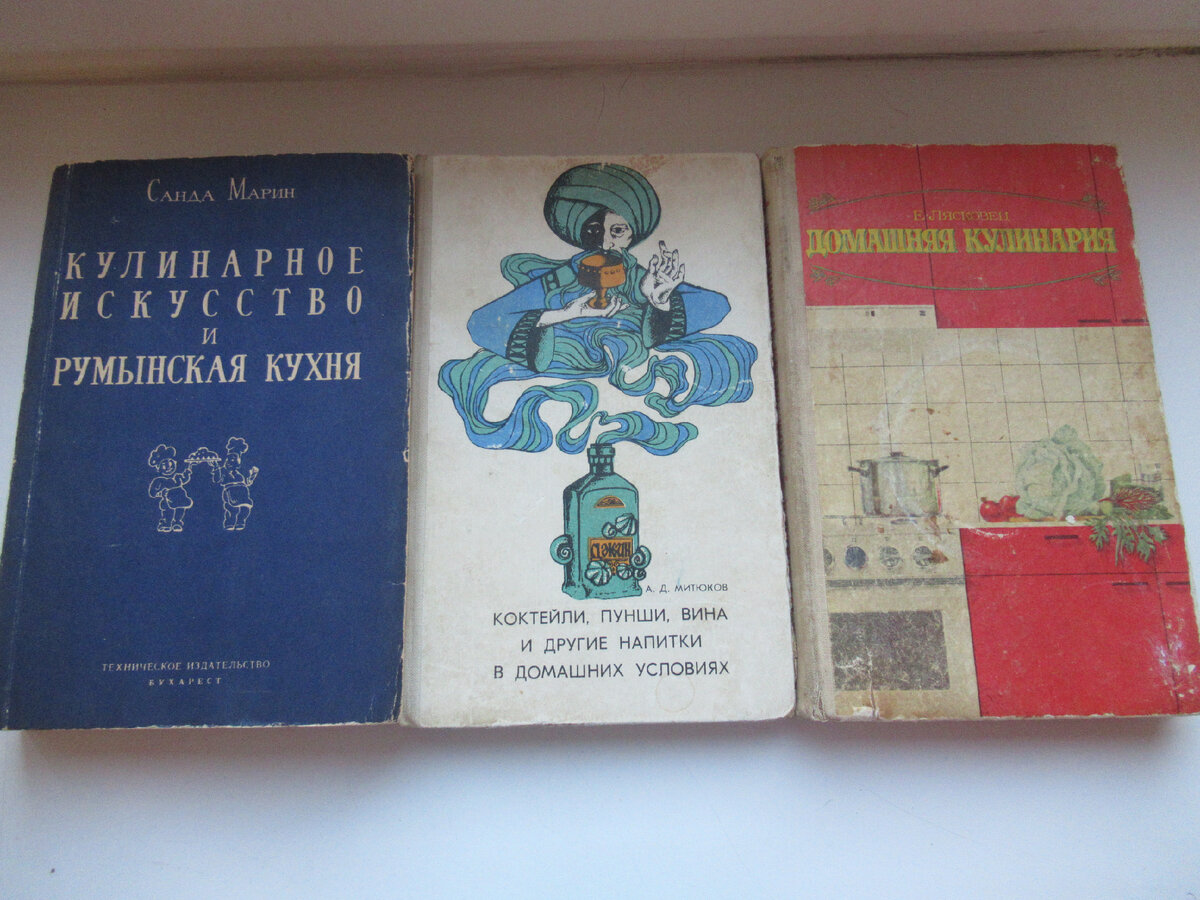 Санда Марин
КУЛИНАРНОЕ
ИСКУССТВО
И
РУМЫНСКАЯ КУХНЯ
ТЕХНИЧЕСКОЕ ИЗДАТЕЛЬСТВО
БУХАРЕСТ
А. Д. МИТЮКОВ
КОКТЕЙЛИ, ПУНШИ, ВИНА
И ДРУГИЕ НАПИТКИ
В ДОМАШНИХ УСЛОВИЯХ
Е. ЛЯСКОВЕЦ
ДОМАШНЯЯ КУЛИНАРИЯ